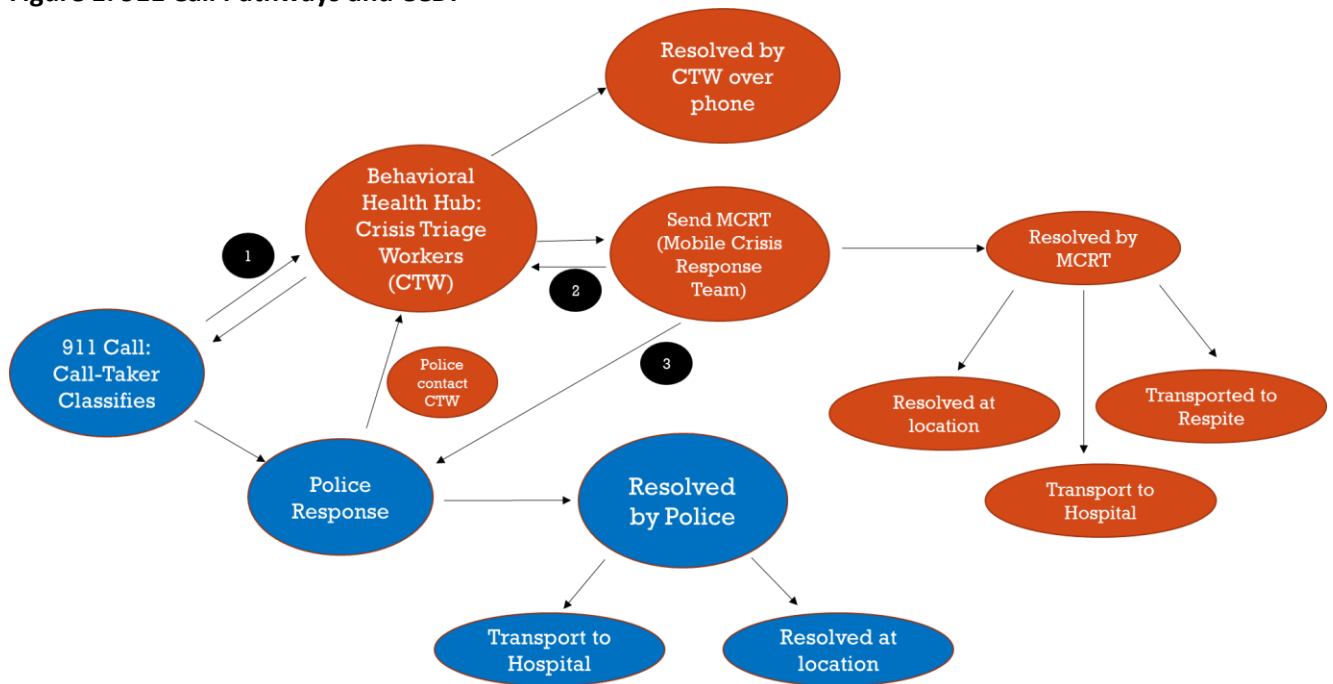 Resolved by
CTW over
phone
Behavioral
Health Hub:
Crisis Triage
Workers
(CTW)
Send MCRT
(Mobile Crisis
Response
Team)
Resolved by
MCRT
1
2
911 Call:
Call-Taker
Classifies
Police
contact
CTW
3
Resolved at
location
Transported to
Respite
Police
Response
Resolved
by Police
Transport to
Hospital
Transport to
Hospital
Resolved at
location